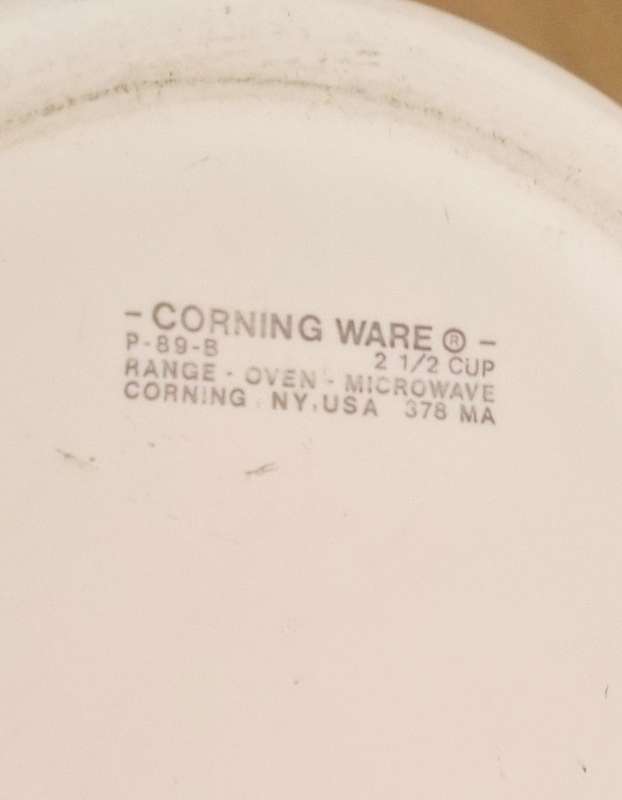 - CORNING WARE ® -
P-89-B 2 1/2 CUP
RANGE - OVEN - MICROWAVE
CORNING, NY, USA 378 MA